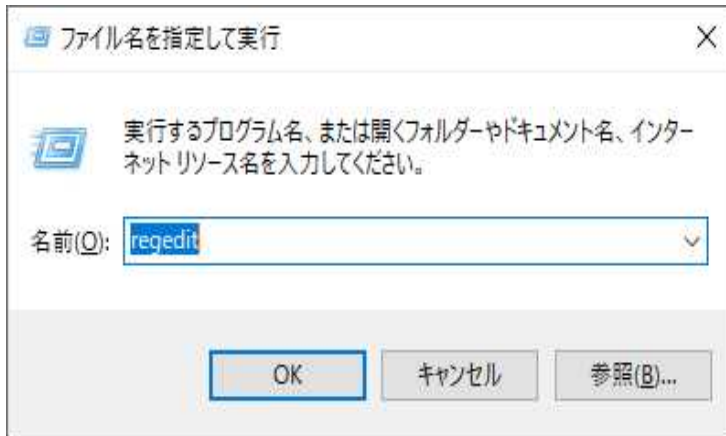 ファイル名を指定して実行
実行するプログラム名、または開くフォルダーやドキュメント名、インター
ネット リソース名を入力してください。
名前(O): regedit
OK キャンセル 参照(B)...